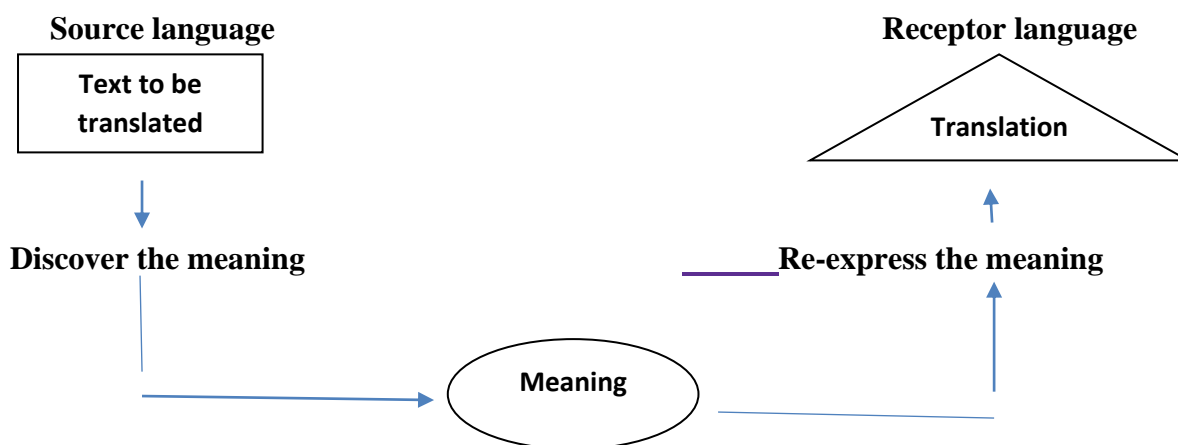 Source language
Receptor language
Text to be
translated
Translation
Discover the meaning
Re-express the meaning
Meaning